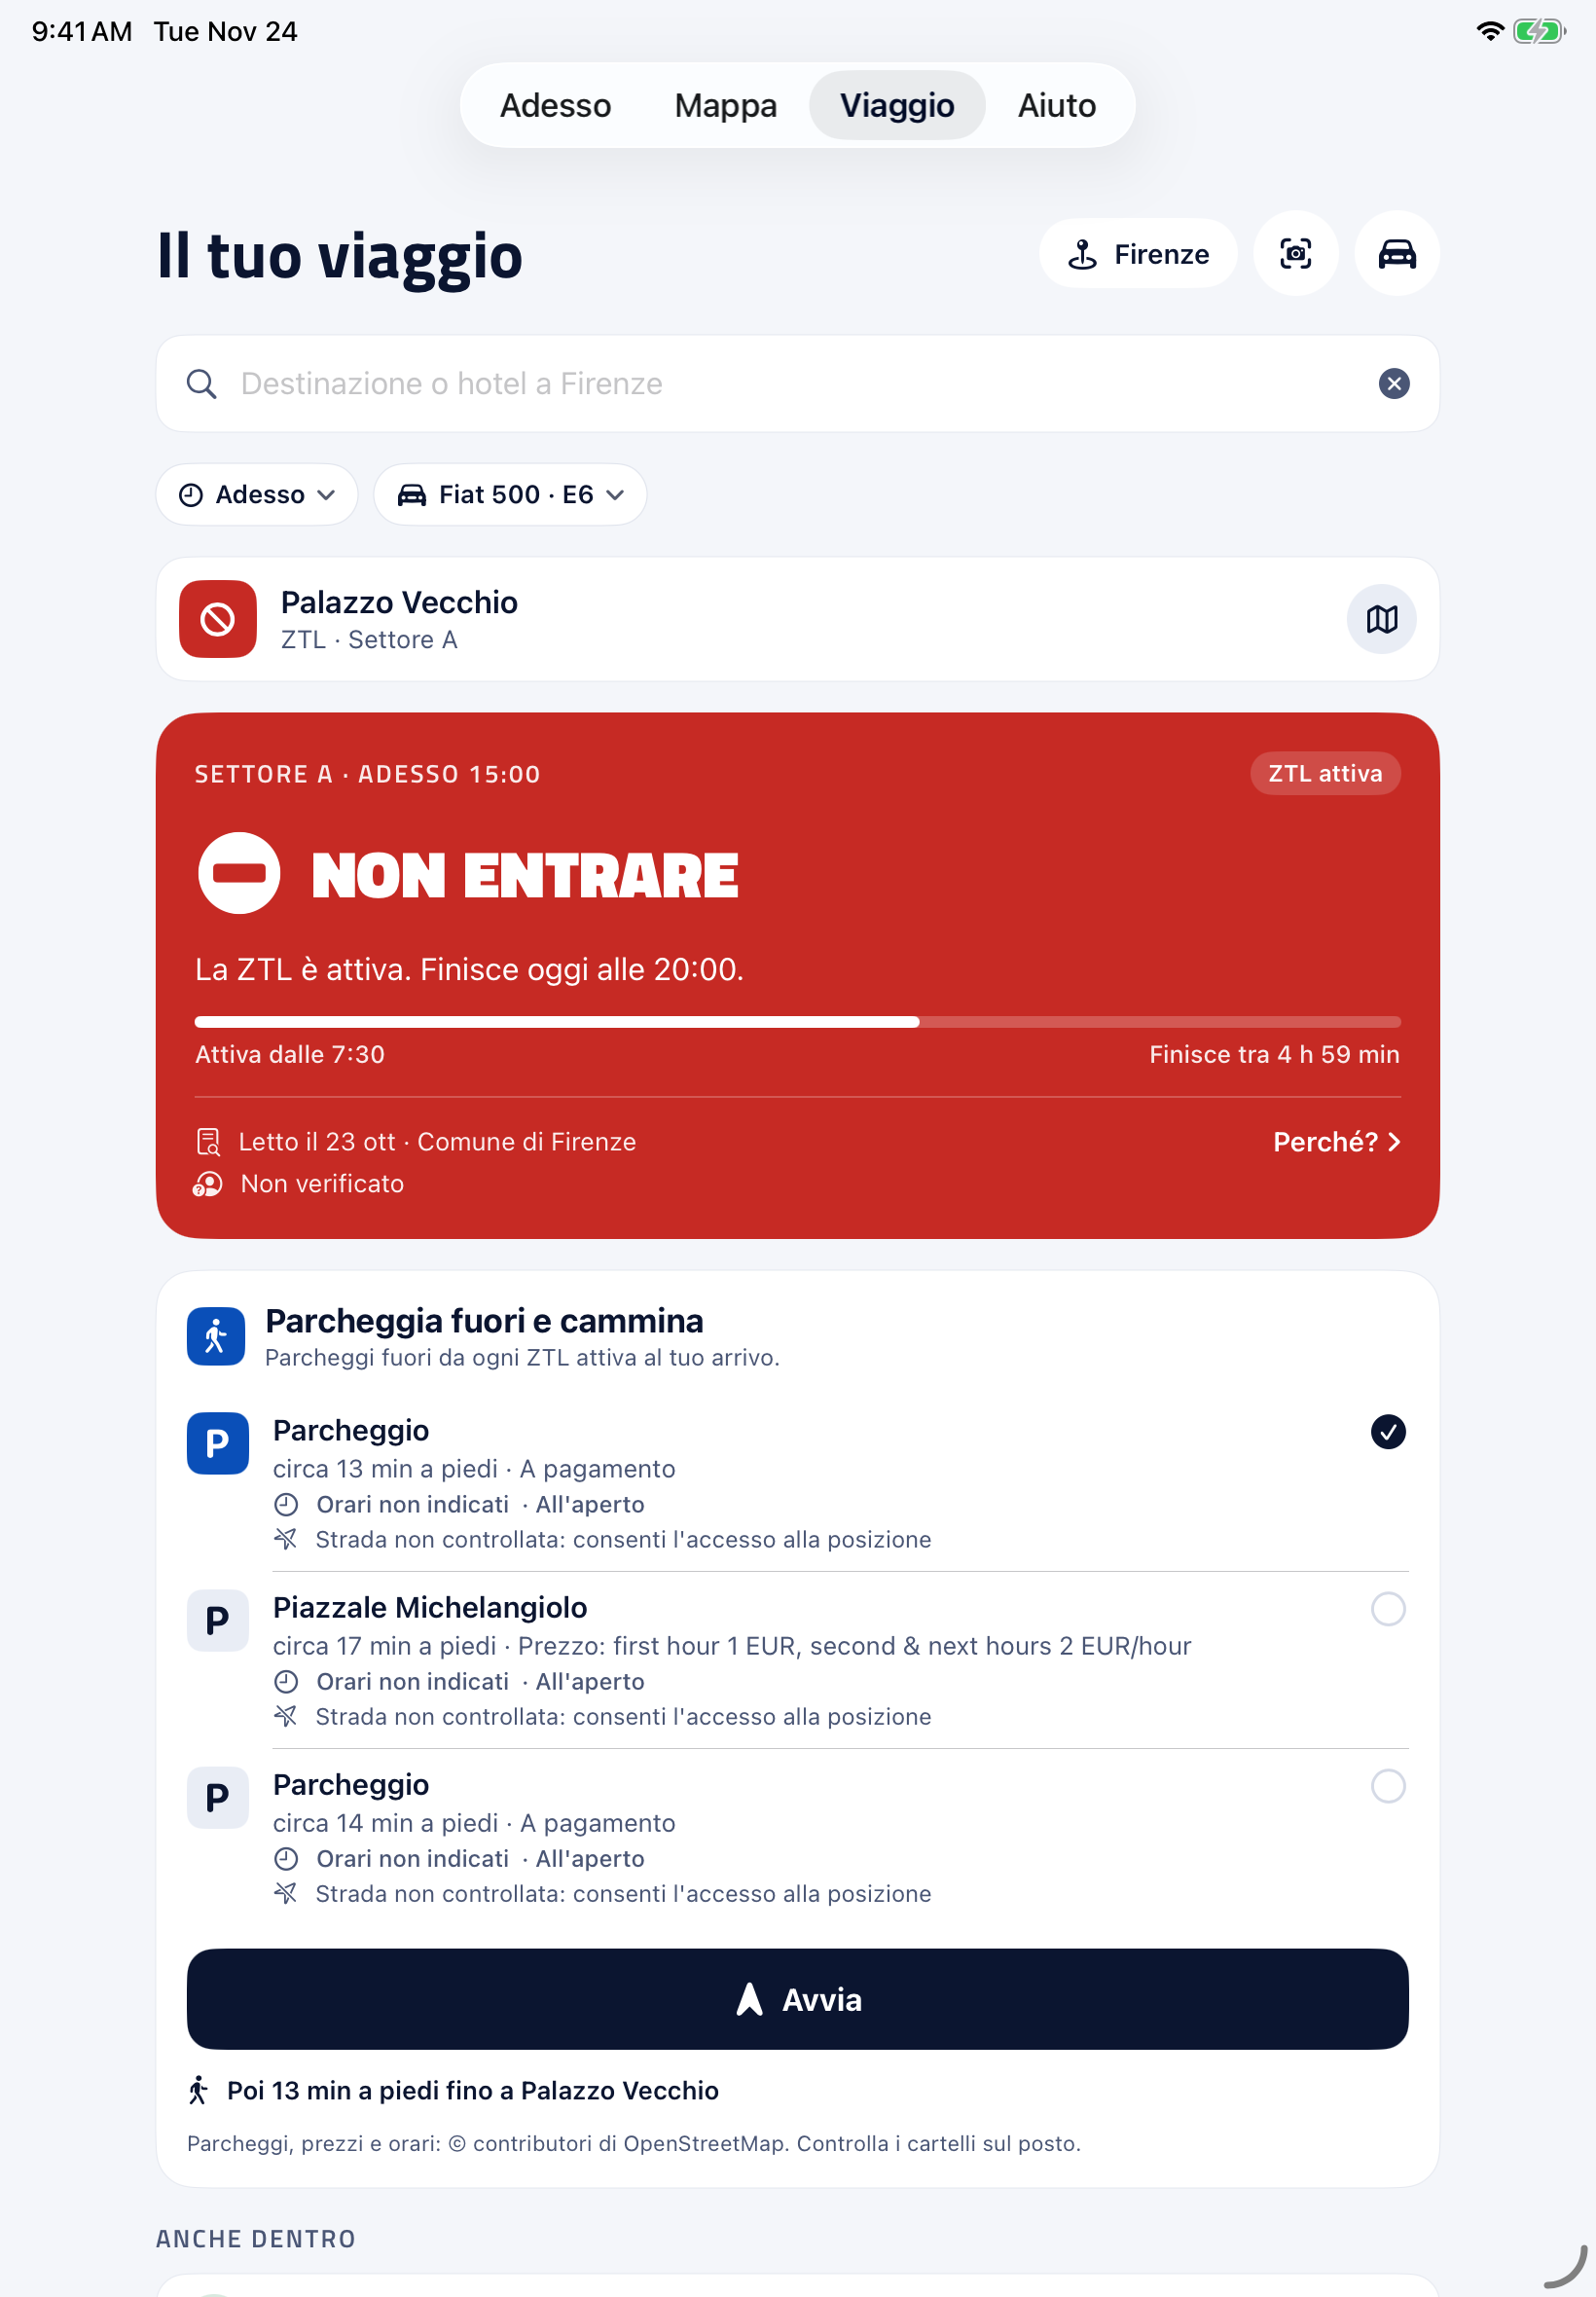 9:41 AM Tue Nov 24
Adesso Mappa Viaggio Aiuto
Il tuo viaggio
Firenze
Destinazione o hotel a Firenze
Adesso
Fiat 500 · E6
Palazzo Vecchio
ZTL · Settore A
SETTORE A · ADESSO 15:00
ZTL attiva
NON ENTRARE
La ZTL è attiva. Finisce oggi alle 20:00.
Attiva dalle 7:30
Finisce tra 4 h 59 min
Letto il 23 ott · Comune di Firenze
Perché?
Non verificato
Parcheggia fuori e cammina
Parcheggi fuori da ogni ZTL attiva al tuo arrivo.
P
Parcheggio
circa 13 min a piedi · A pagamento
Orari non indicati · All'aperto
Strada non controllata: consenti l'accesso alla posizione
P
Piazzale Michelangiolo
circa 17 min a piedi · Prezzo: first hour 1 EUR, second & next hours 2 EUR/hour
Orari non indicati · All'aperto
Strada non controllata: consenti l'accesso alla posizione
P
Parcheggio
circa 14 min a piedi · A pagamento
Orari non indicati · All'aperto
Strada non controllata: consenti l'accesso alla posizione
Avvia
Poi 13 min a piedi fino a Palazzo Vecchio
Parcheggi, prezzi e orari: © contributori di OpenStreetMap. Controlla i cartelli sul posto.
ANCHE DENTRO